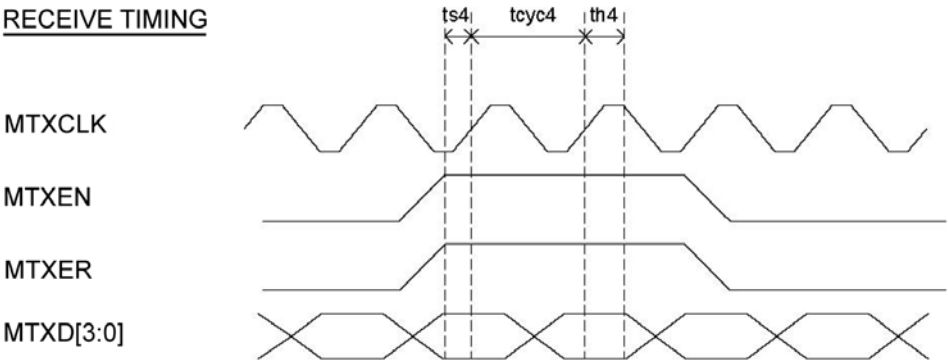 RECEIVE TIMING
ts4 tcyc4 th4
MTXCLK
MTXEN
MTXER
MTXD[3:0]